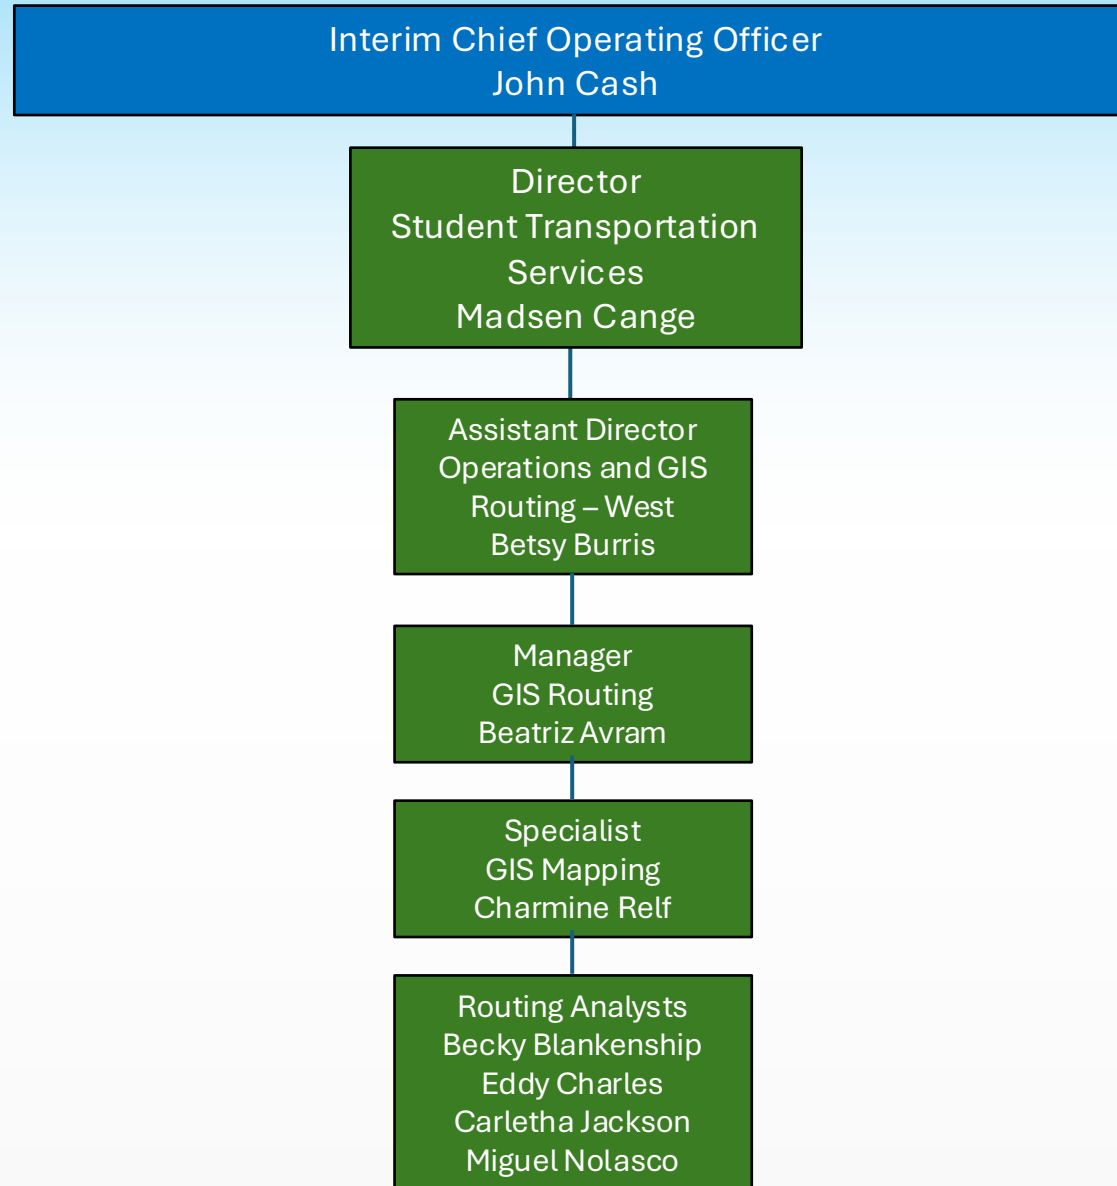 Interim Chief Operating Officer
John Cash
Director
Student Transportation
Services
Madsen Cange
Assistant Director
Operations and GIS
Routing – West
Betsy Burris
Manager
GIS Routing
Beatriz Avram
Specialist
GIS Mapping
Charmine Relf
Routing Analysts
Becky Blankenship
Eddy Charles
Carletha Jackson
Miguel Nolasco